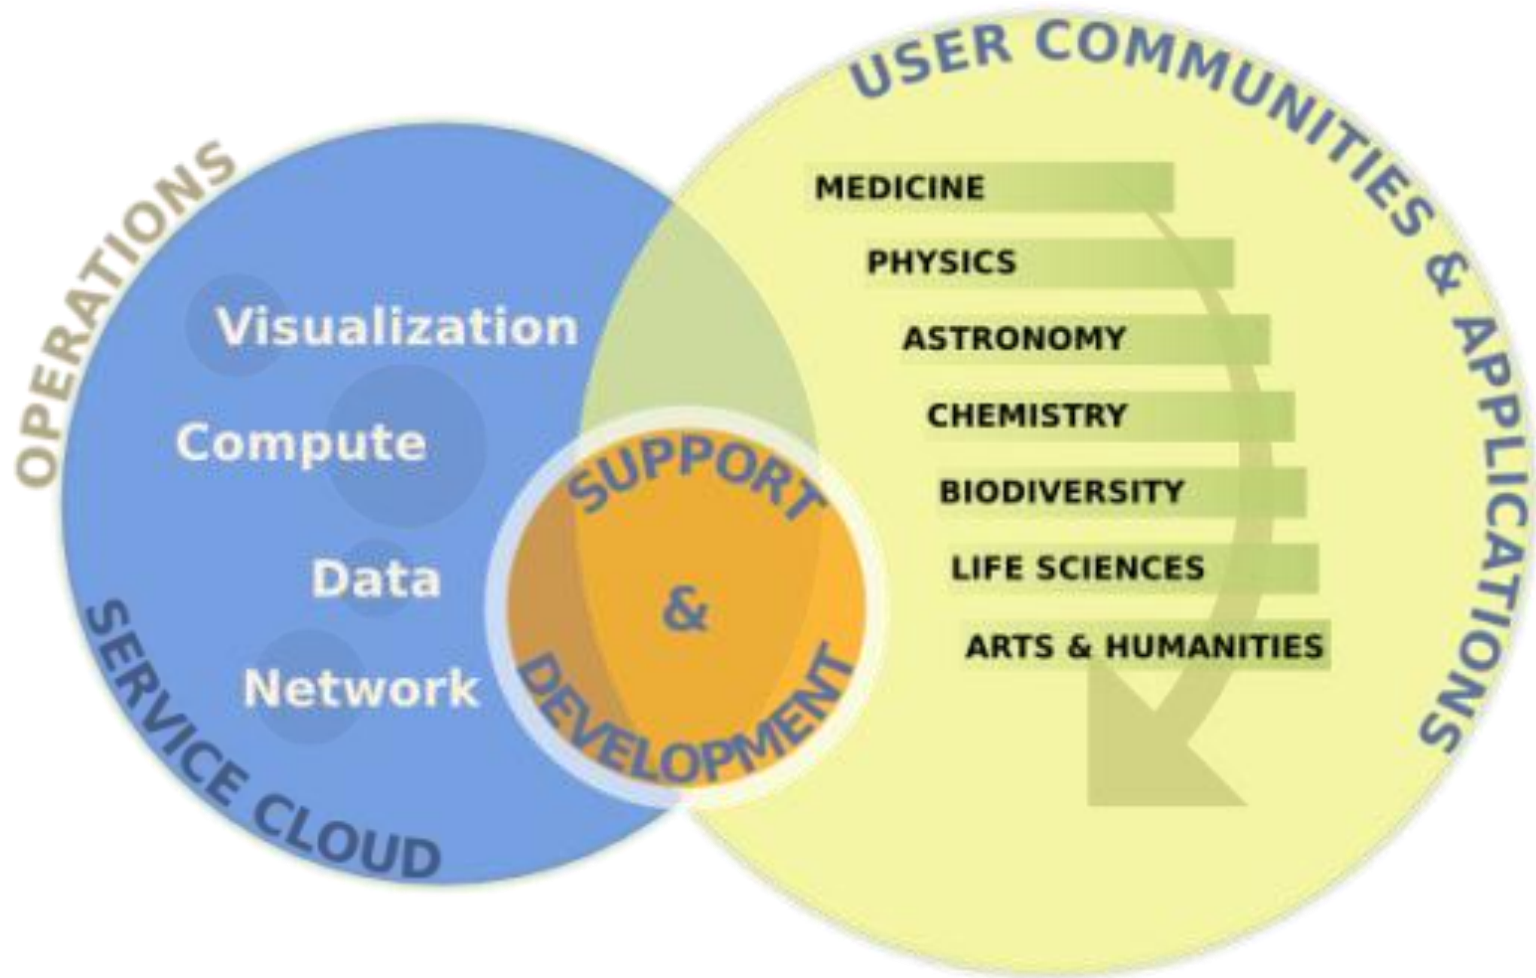 OPERATIONS
Visualization
Compute
Data
Network
SERVICE CLOUD
SUPPORT
&
DEVELOPMENT
USER COMMUNITIES & APPLICATIONS
MEDICINE
PHYSICS
ASTRONOMY
CHEMISTRY
BIODIVERSITY
LIFE SCIENCES
ARTS & HUMANITIES